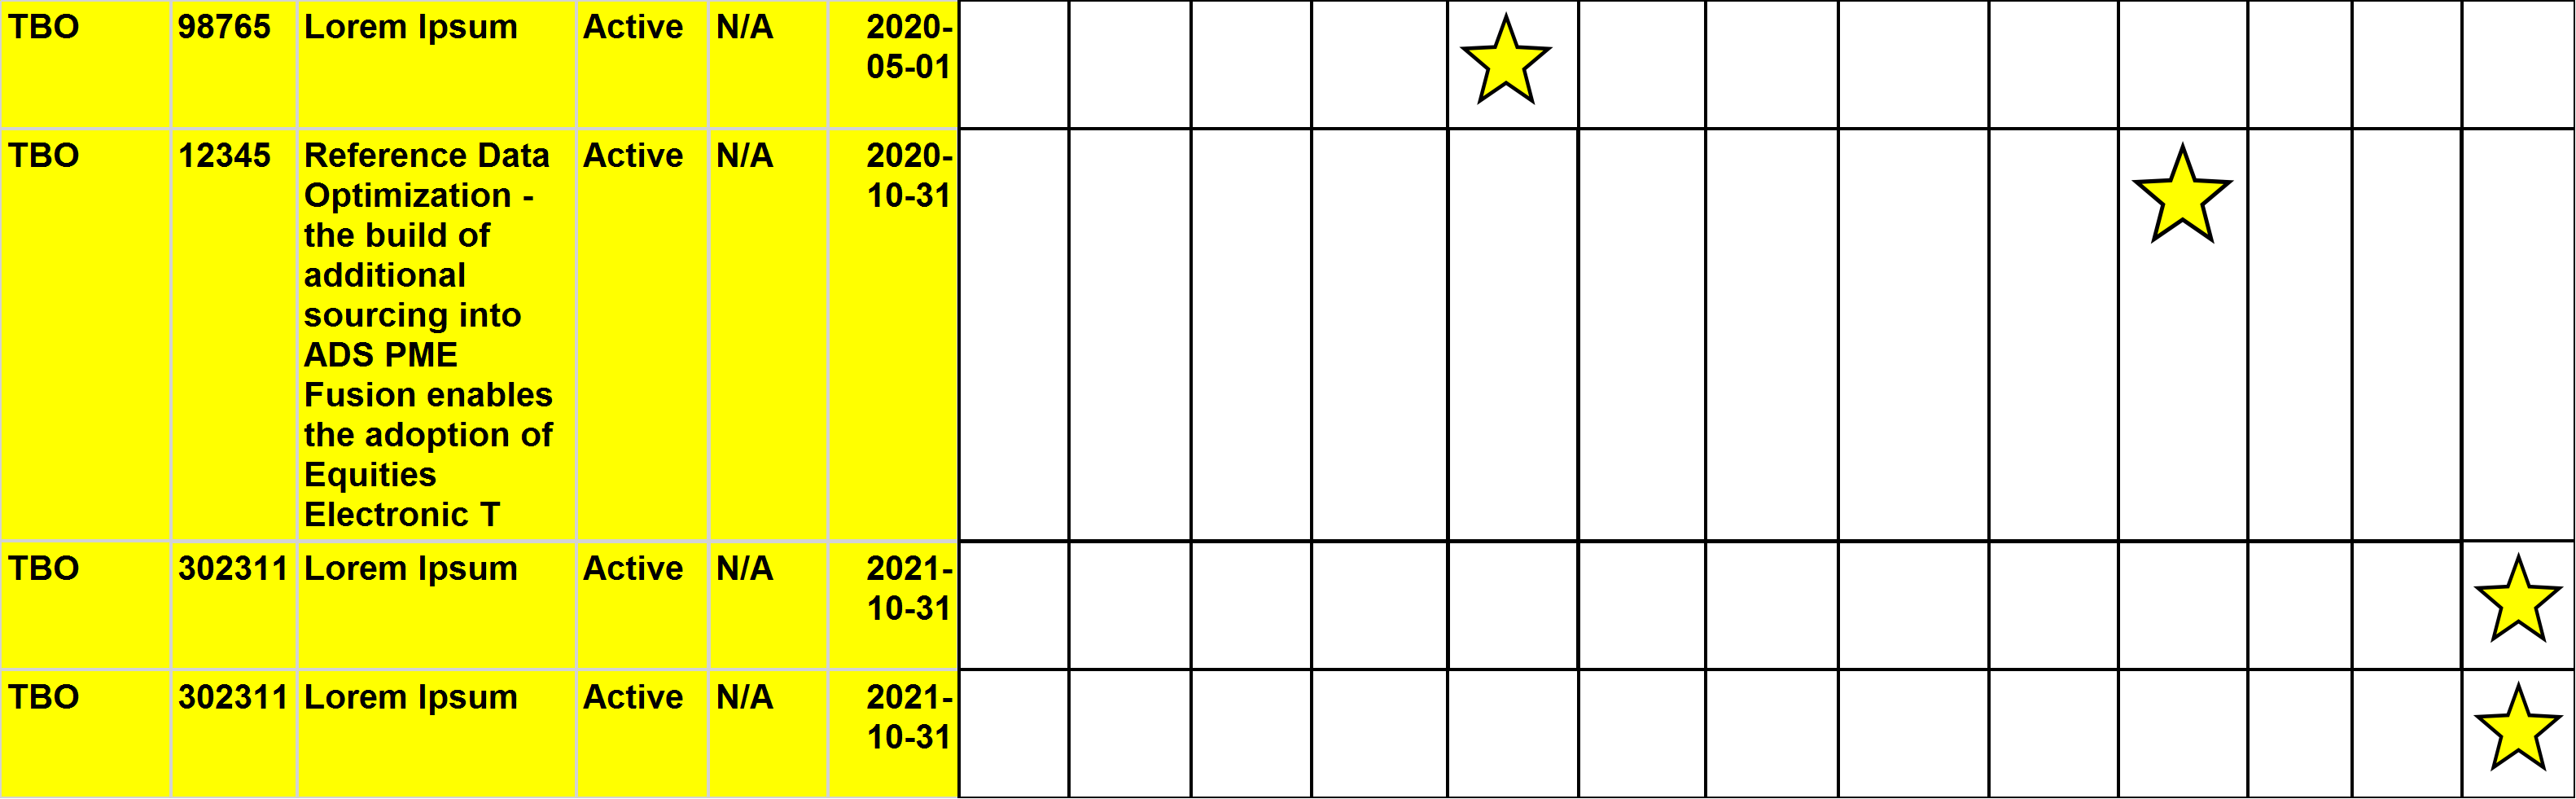 TBO 98765 Lorem Ipsum Active N/A 2020-
05-01
TBO 12345 Reference Data Active N/A 2020-
Optimization - 10-31
the build of
additional
sourcing into
ADS PME
Fusion enables
the adoption of
Equities
Electronic T
TBO 302311 Lorem Ipsum Active N/A 2021-
10-31
TBO 302311 Lorem Ipsum Active N/A 2021-
10-31